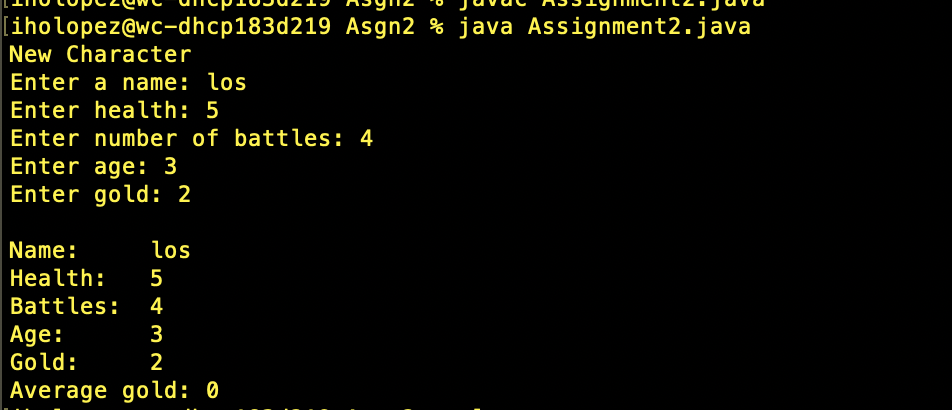 [iholopez@wc-dhcp183d219 Asgn2 % javac Assignment2.java
[iholopez@wc-dhcp183d219 Asgn2 % java Assignment2.java
New Character
Enter a name: los
Enter health: 5
Enter number of battles: 4
Enter age: 3
Enter gold: 2

Name:     los
Health:   5
Battles:  4
Age:      3
Gold:     2
Average gold: 0